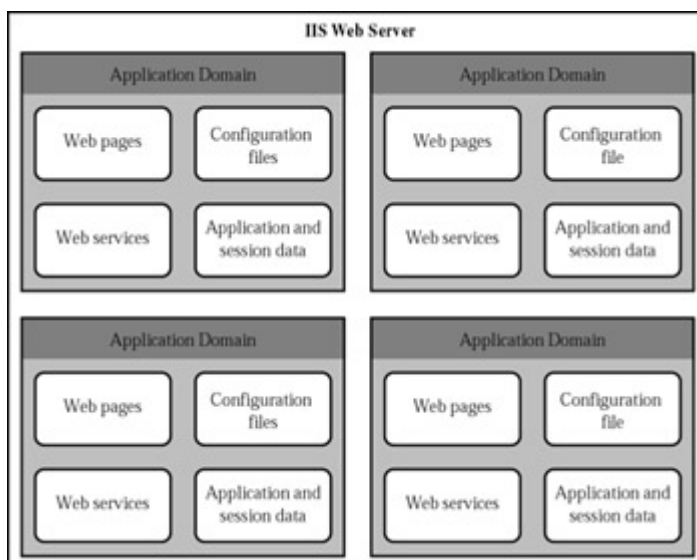 IIS Web Server
Application Domain
Web pages
Configuration
files
Web services
Application and
session data
Application Domain
Web pages
Configuration
file
Web services
Application and
session data
Application Domain
Web pages
Configuration
files
Web services
Application and
session data
Application Domain
Web pages
Configuration
file
Web services
Application and
session data